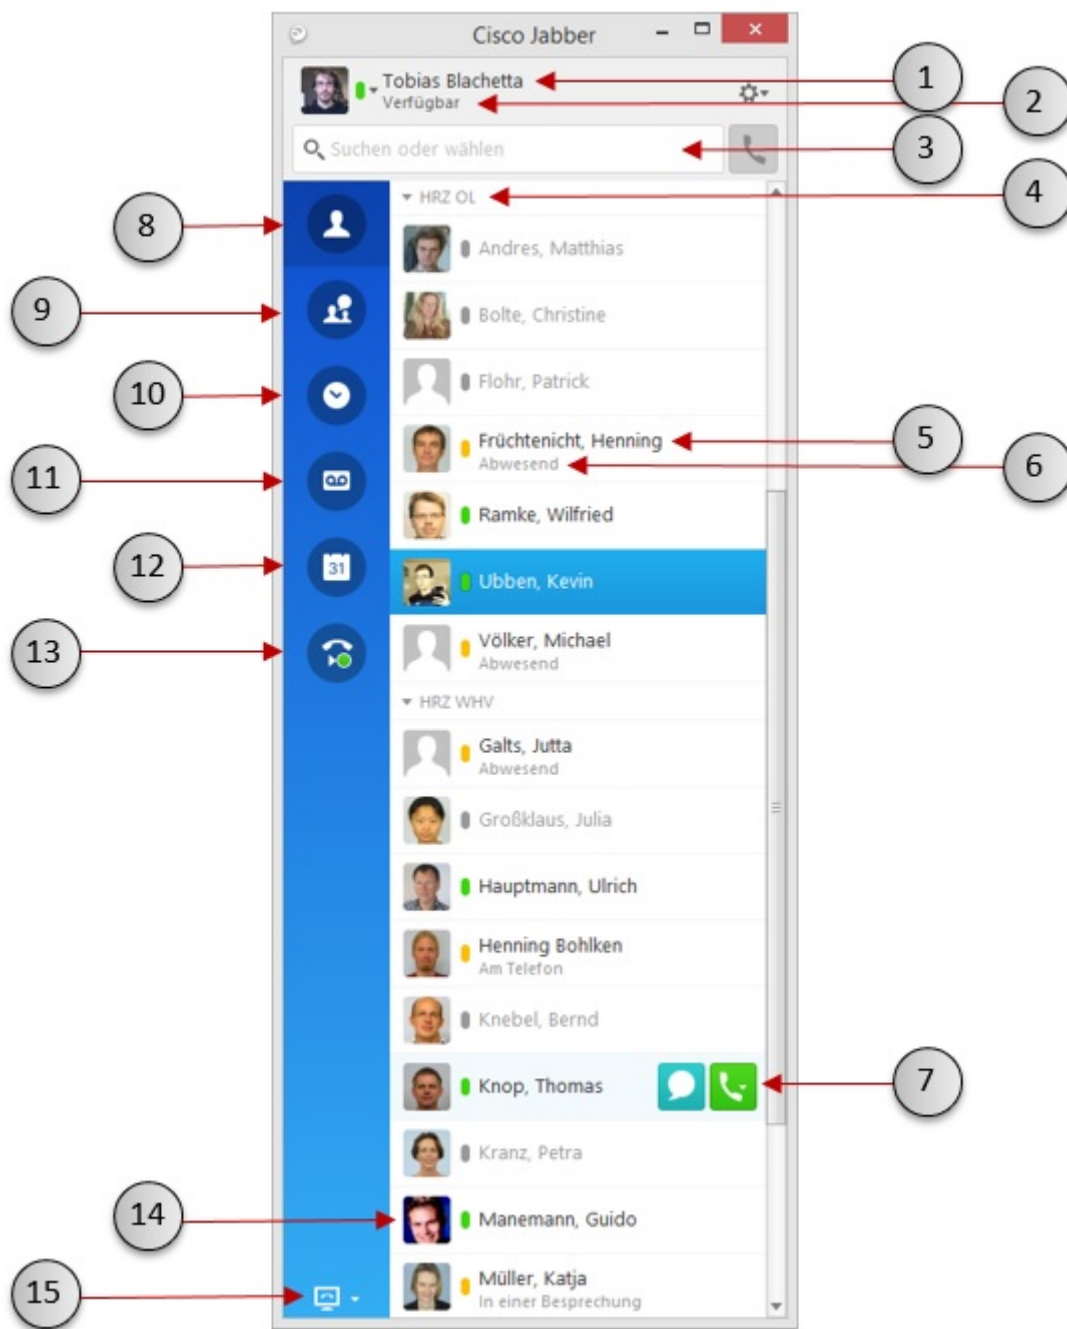 Cisco Jabber
Tobias Blachetta
Verfügbar
Suchen oder wählen
HRZ OL
Andres, Matthias
Bolte, Christine
Flohr, Patrick
Früchtenicht, Henning
Abwesend
Ramke, Wilfried
31
Ubben, Kevin
Völker, Michael
Abwesend
HRZ WHV
Galts, Jutta
Abwesend
Großklaus, Julia
Hauptmann, Ulrich
Henning Bohlken
Am Telefon
Knebel, Bernd
Knop, Thomas
Kranz, Petra
Manemann, Guido
Müller, Katja
In einer Besprechung
1
2
3
4
5
6
7
8
9
10
11
12
13
14
15